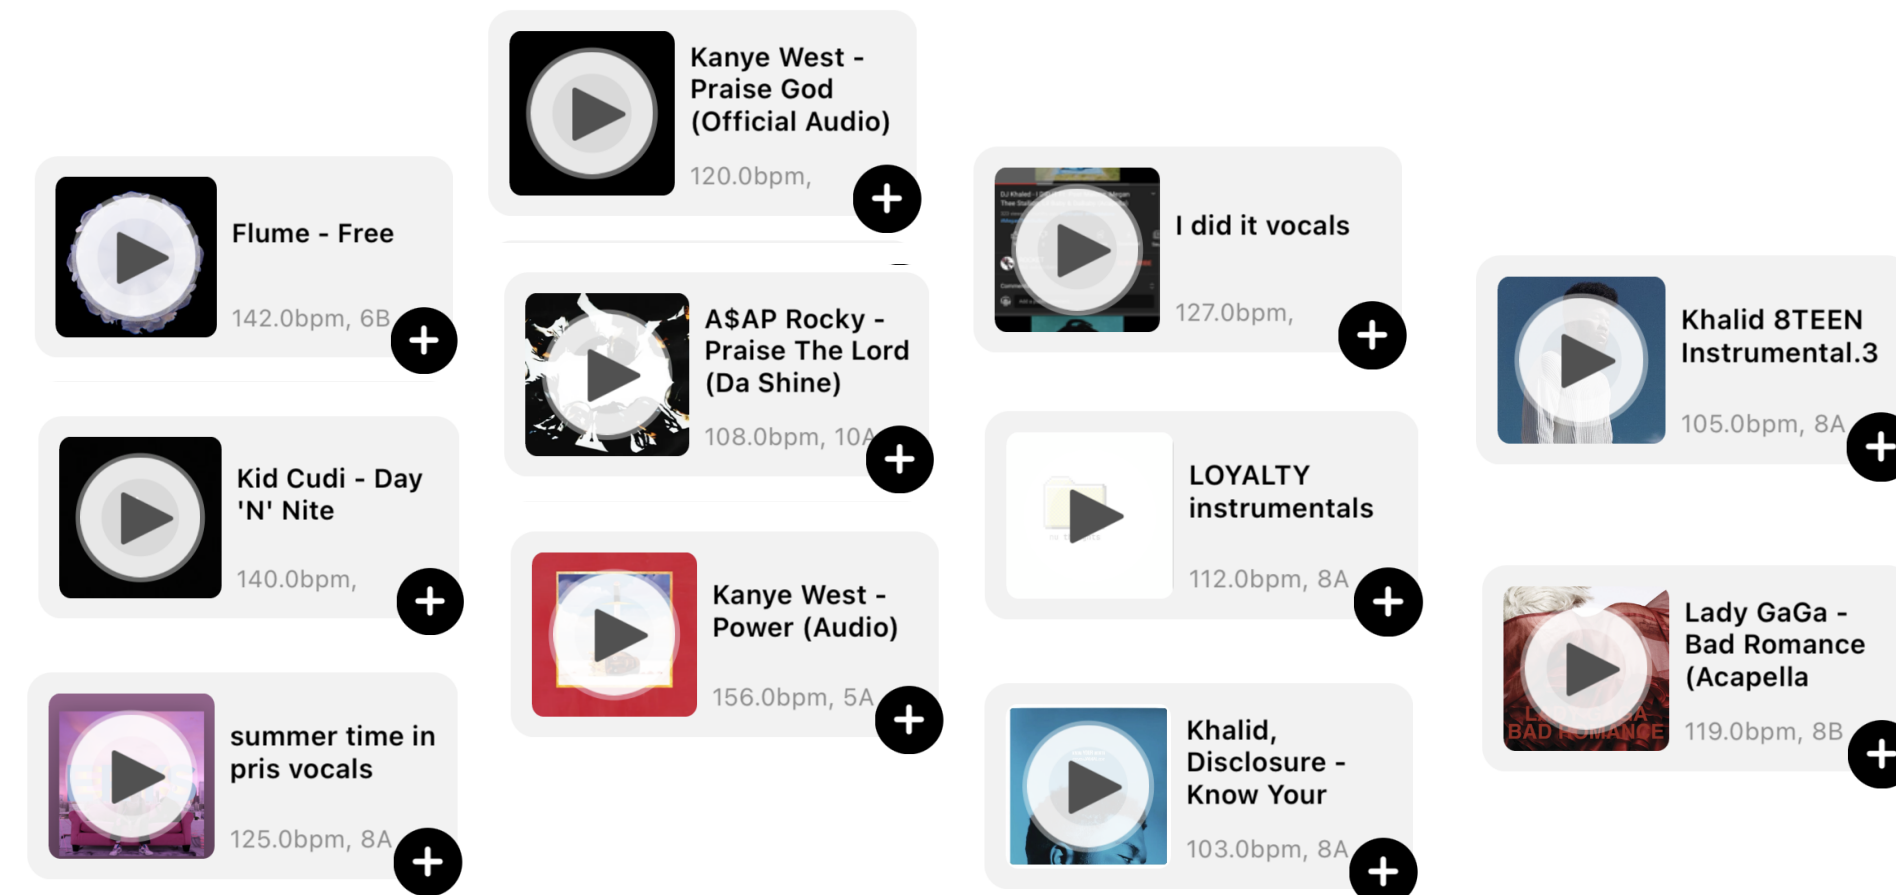 Flume - Free
142.0bpm, 6B
Kid Cudi - Day
'N' Nite
140.0bpm,
summer time in
pris vocals
125.0bpm, 8A
Kanye West -
Praise God
(Official Audio)
120.0bpm,
A$AP Rocky -
Praise The Lord
(Da Shine)
108.0bpm, 10A
Kanye West -
Power (Audio)
156.0bpm, 5A
I did it vocals
127.0bpm,
LOYALTY
instrumentals
112.0bpm, 8A
Khalid,
Disclosure -
Know Your
103.0bpm, 8A
Khalid 8TEEN
Instrumental.3
105.0bpm, 8A
Lady GaGa -
Bad Romance
(Acapella
119.0bpm, 8B
BAD ROMANCE